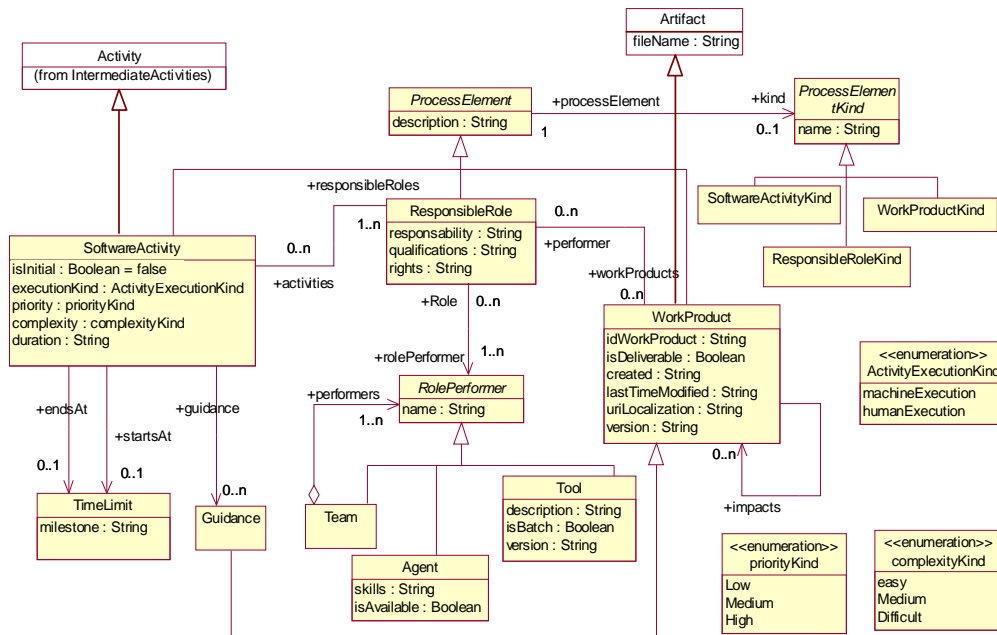 Artifact
fileName : String
Activity
(from IntermediateActivities)
ProcessElement
description : String
+processElement
1
+kind
0..1
ProcessElemen
tKind
name : String
SoftwareActivityKind
WorkProductKind
ResponsibleRoleKind
+responsibleRoles
1..n
ResponsibleRole
responsability : String
qualifications : String
rights : String
0..n
+performer
+workProducts
0..n
SoftwareActivity
isInitial : Boolean = false
executionKind : ActivityExecutionKind
priority : priorityKind
complexity : complexityKind
duration : String
0..n
+activities
+Role
0..n
+rolePerformer
1..n
WorkProduct
idWorkProduct : String
isDeliverable : Boolean
created : String
lastTimeModified : String
uriLocalization : String
version : String
<<enumeration>>
ActivityExecutionKind
machineExecution
humanExecution
+performers
1..n
RolePerformer
name : String
+endsAt
0..1
+startsAt
0..1
+guidance
0..n
0..n
+impacts
TimeLimit
milestone : String
Guidance
Team
Tool
description : String
isBatch : Boolean
version : String
Agent
skills : String
isAvailable : Boolean
<<enumeration>>
priorityKind
Low
Medium
High
<<enumeration>>
complexityKind
easy
Medium
Difficult